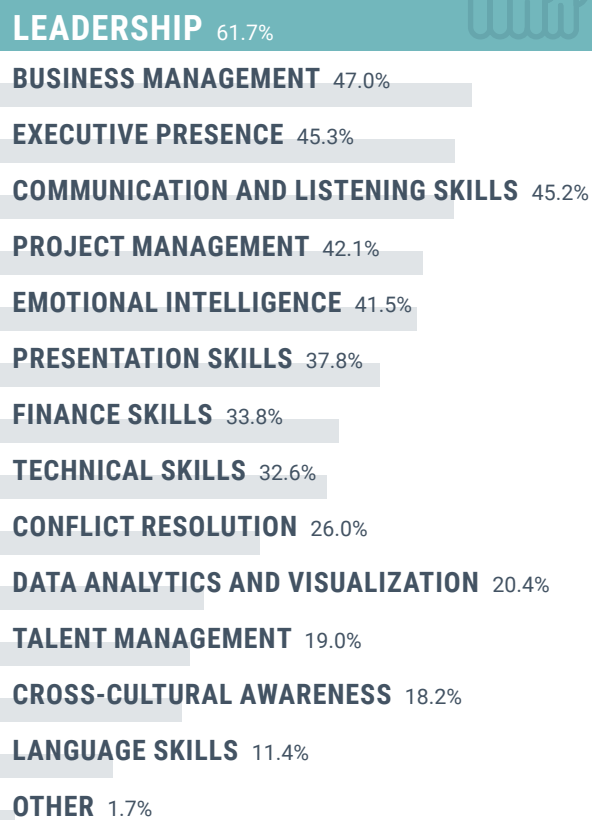 LEADERSHIP 61.7%
BUSINESS MANAGEMENT 47.0%
EXECUTIVE PRESENCE 45.3%
COMMUNICATION AND LISTENING SKILLS 45.2%
PROJECT MANAGEMENT 42.1%
EMOTIONAL INTELLIGENCE 41.5%
PRESENTATION SKILLS 37.8%
FINANCE SKILLS 33.8%
TECHNICAL SKILLS 32.6%
CONFLICT RESOLUTION 26.0%
DATA ANALYTICS AND VISUALIZATION 20.4%
TALENT MANAGEMENT 19.0%
CROSS-CULTURAL AWARENESS 18.2%
LANGUAGE SKILLS 11.4%
OTHER 1.7%